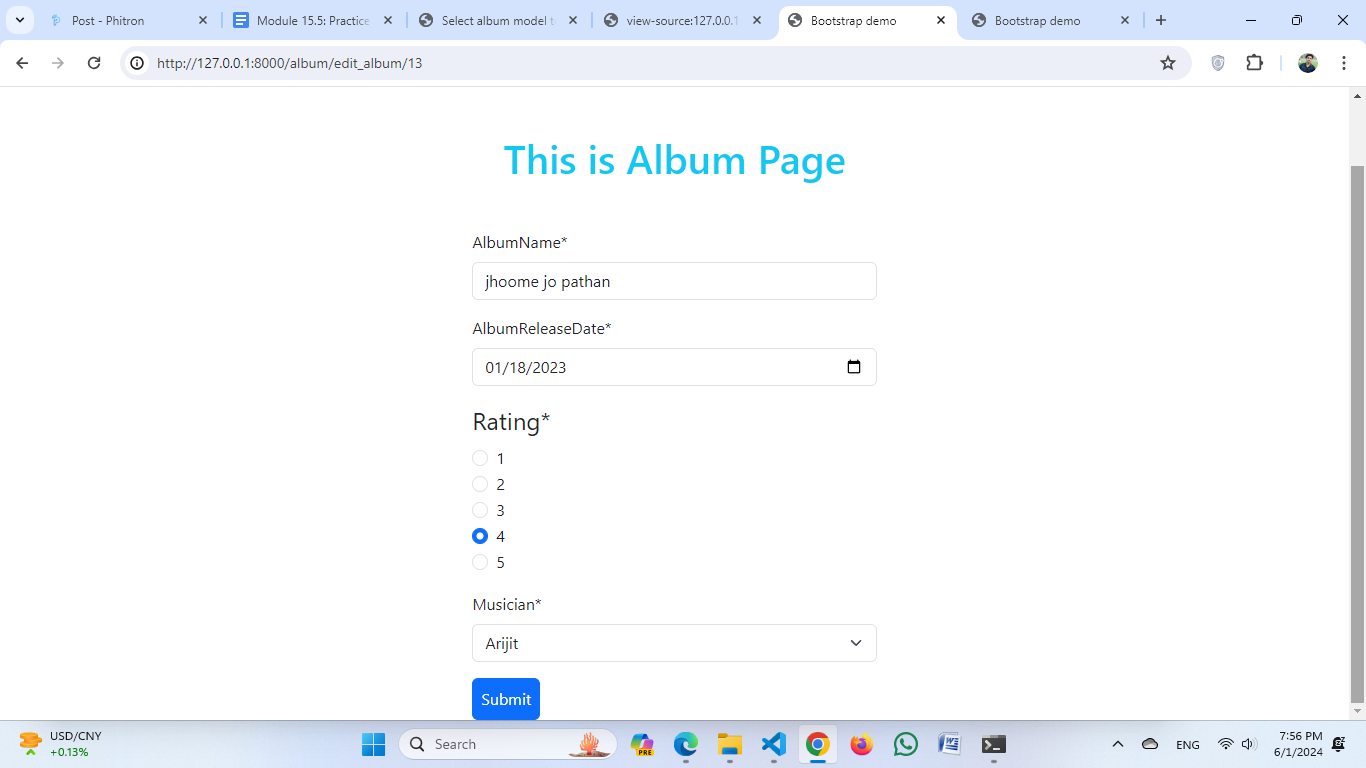 Post - Phitron
Module 15.5: Practice
Select album model t
view-source:127.0.0.1
Bootstrap demo
Bootstrap demo
http://127.0.0.1:8000/album/edit_album/13
This is Album Page
AlbumName*
jhoome jo pathan
AlbumReleaseDate*
01/18/2023
Rating*
1
2
3
4
5
Musician*
Arijit
Submit
USD/CNY
+0.13%
Search
PRE
ENG
7:56 PM
6/1/2024